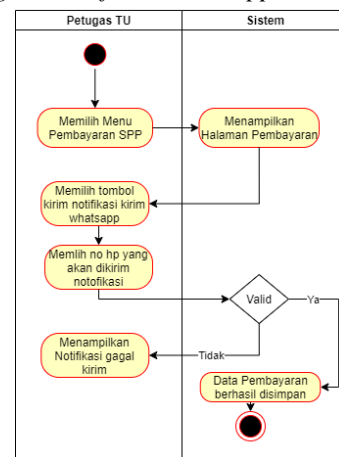 Petugas TU
Sistem
Memilih Menu
Pembayaran SPP
Menampilkan
Halaman Pembayaran
Memilih tombol
kirim notifikasi kirim
whatsapp
Memlih no hp yang
akan dikirim
notofikasi
Valid
Ya
Tidak
Menampilkan
Notifikasi gagal
kirim
Data Pembayaran
berhasil disimpan